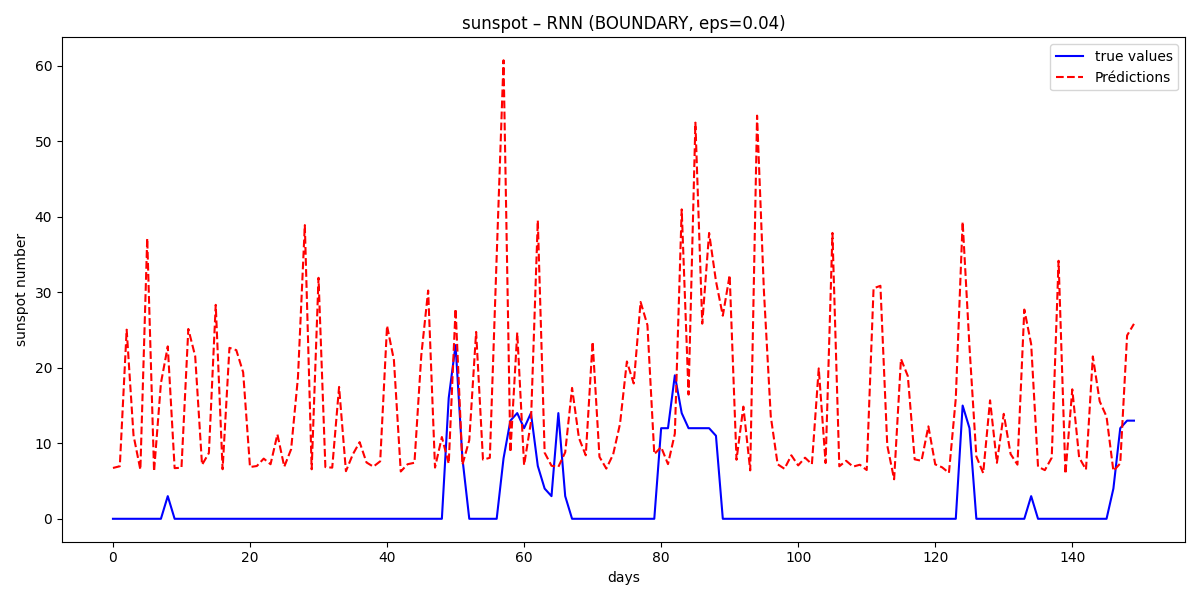 sunspot – RNN (BOUNDARY, eps=0.04)
true values
Prédictions
sunspot number
60
50
40
30
20
10
0
0 20 40 60 80 100 120 140
days